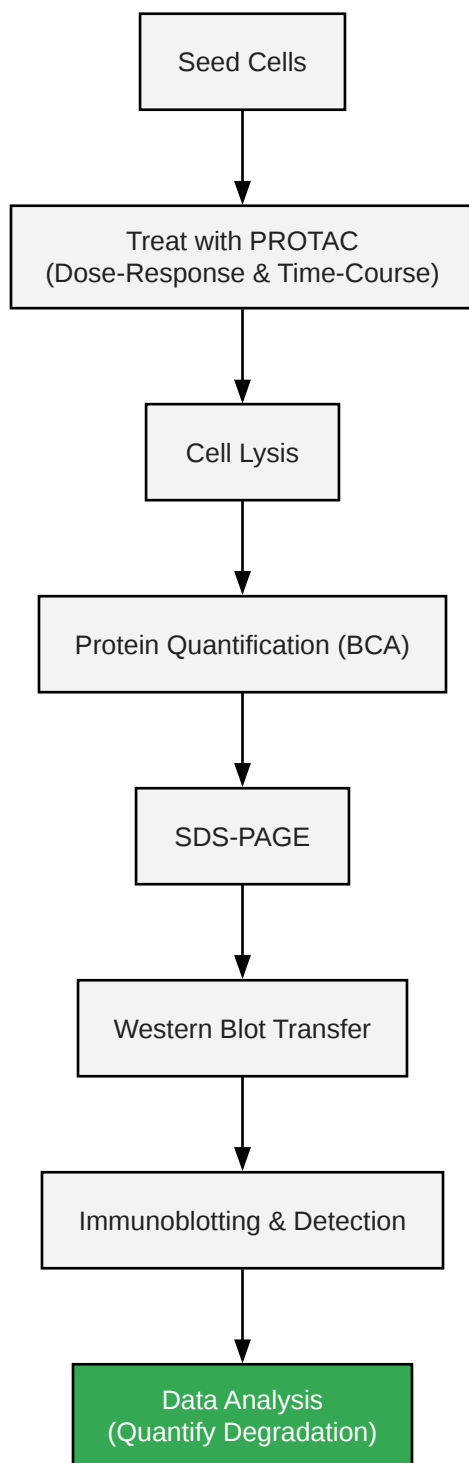 Seed Cells
Treat with PROTAC
(Dose-Response & Time-Course)
Cell Lysis
Protein Quantification (BCA)
SDS-PAGE
Western Blot Transfer
Immunoblotting & Detection
Data Analysis
(Quantify Degradation)